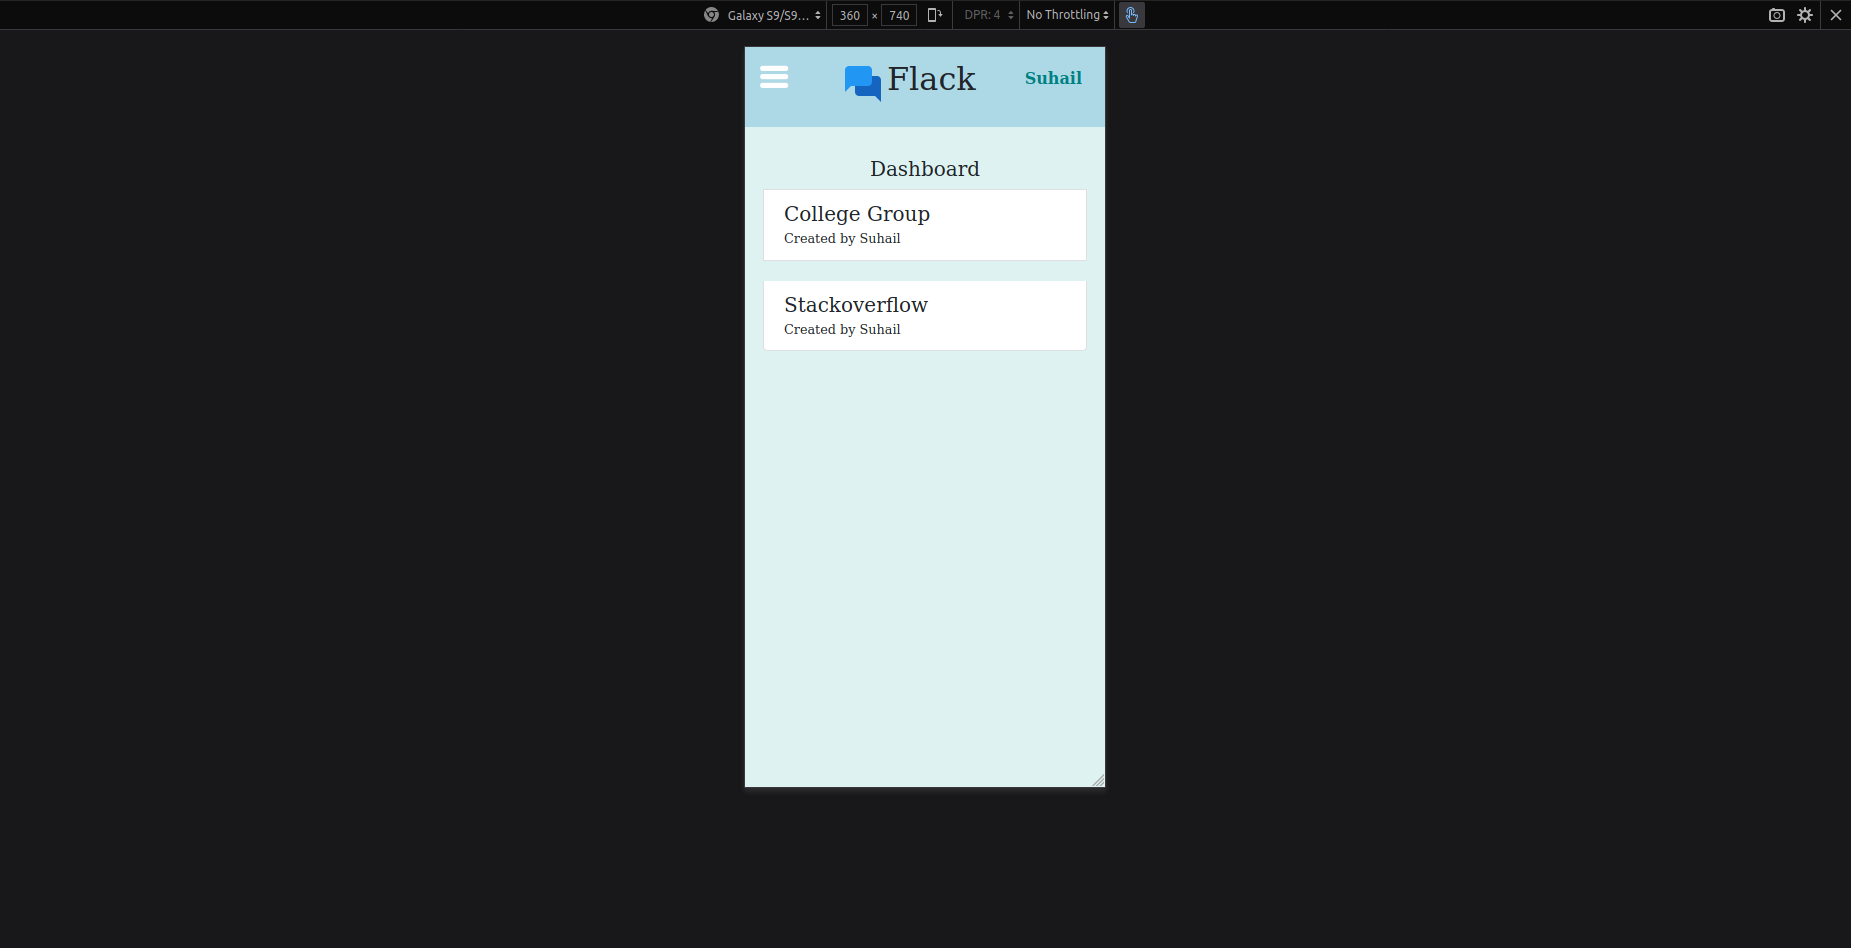 Galaxy S9/S9... 360 × 740 DPR: 4 No Throttling
Flack Suhail
Dashboard
College Group
Created by Suhail
Stackoverflow
Created by Suhail